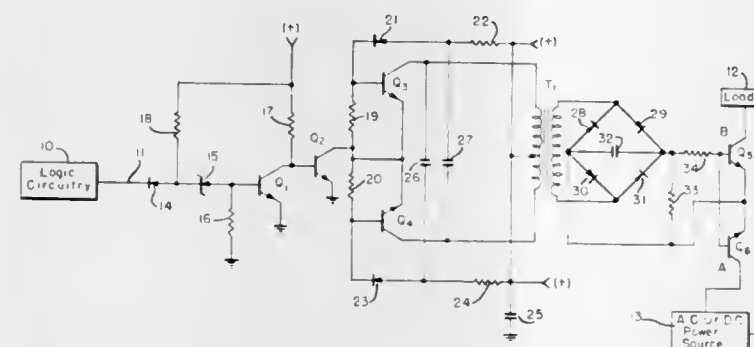 21
22
(+)
(+)
12
Load
18
17
Q3
T1
Q2
19
28
29
32
B
Q5
10
Logic
Circuitry
11
15
26
27
34
14
Q1
20
30
31
33
16
Q4
A
Q6
23
24
(+)
25
13
A C or D C
Power
Source